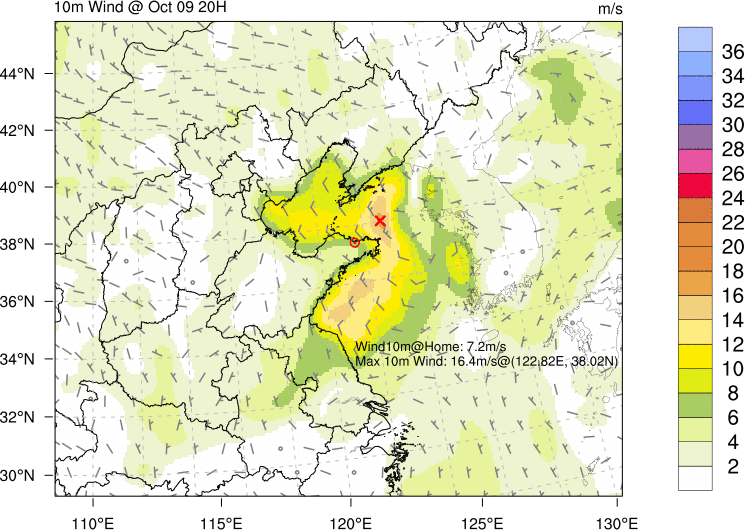 10m Wind @ Oct 09 20H
m/s
44°N
42°N
40°N
38°N
36°N
34°N
32°N
30°N
110°E
115°E
120°E
125°E
130°E
Wind10m@Home: 7.2m/s
Max 10m Wind: 16.4m/s@(122.82E, 38.02N)
36
34
32
30
28
26
24
22
20
18
16
14
12
10
8
6
4
2